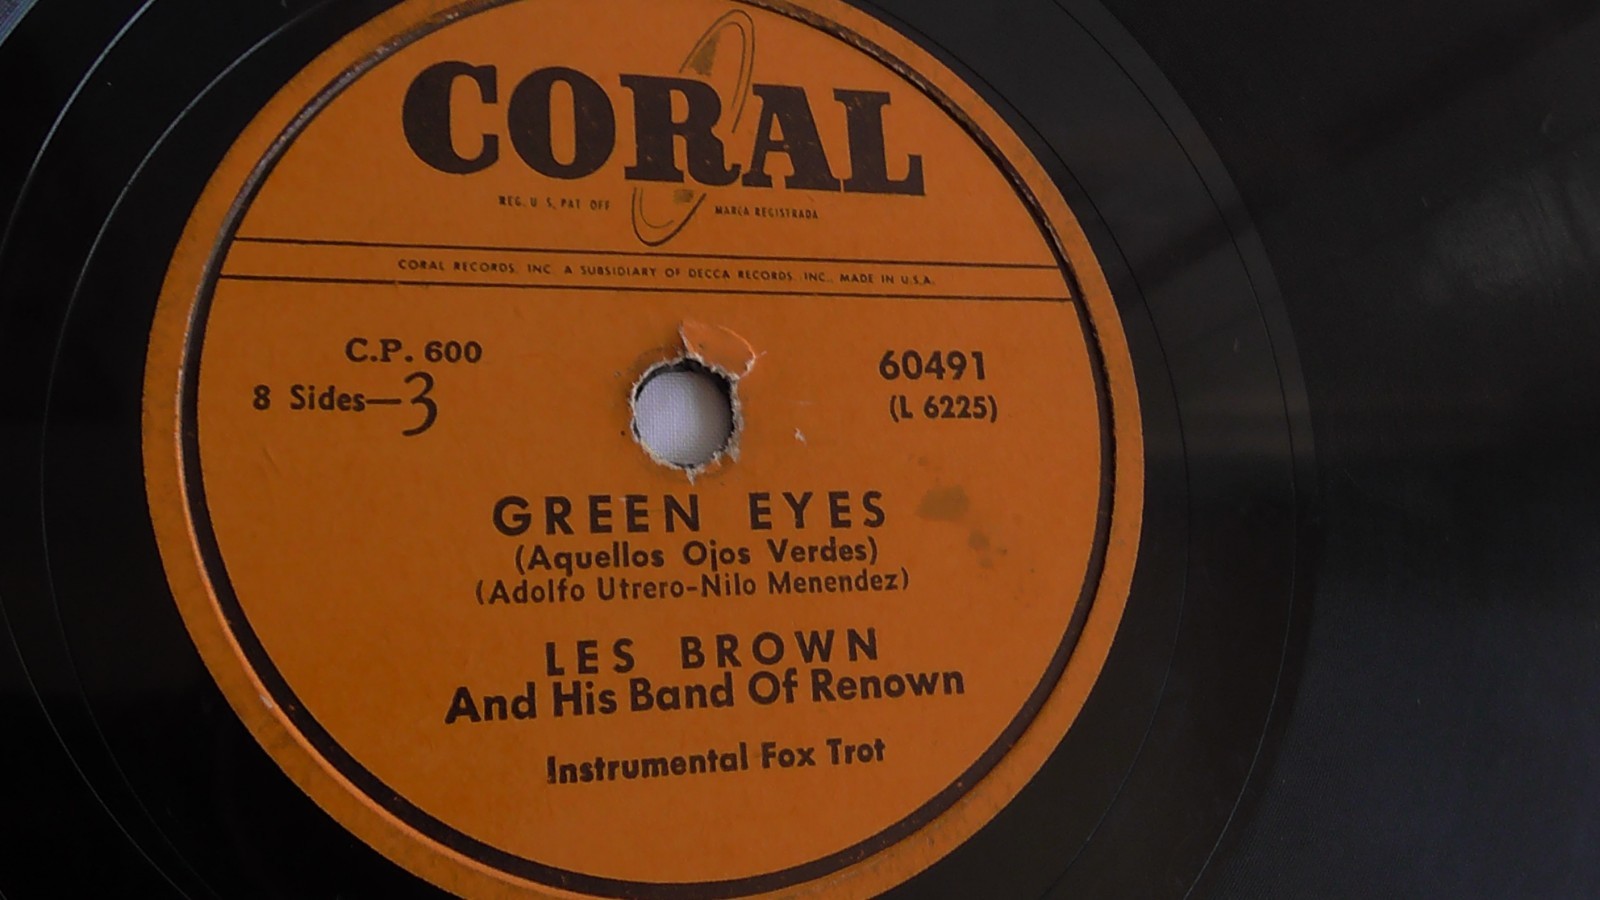 CORAL
REG. U S, PAT OFF MARCA REGISTRADA
CORAL RECORDS, INC. A SUBSIDIARY OF DECCA RECORDS, INC., MADE IN U.S.A.
C.P. 600 60491
8 Sides—3 (L 6225)
GREEN EYES
(Aquellos Ojos Verdes)
(Adolfo Utrero-Nilo Menendez)
LES BROWN
And His Band Of Renown
Instrumental Fox Trot